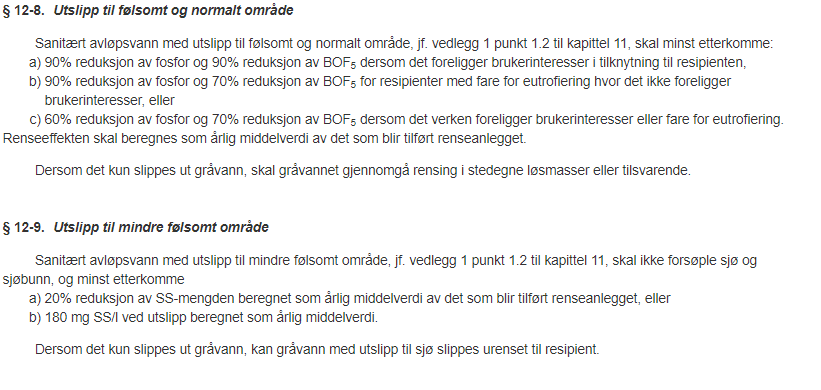 § 12-8. Utslipp til følsomt og normalt område
Sanitært avløpsvann med utslipp til følsomt og normalt område, jf. vedlegg 1 punkt 1.2 til kapittel 11, skal minst etterkomme:
a) 90% reduksjon av fosfor og 90% reduksjon av BOF5 dersom det foreligger brukerinteresser i tilknytning til resipienten,
b) 90% reduksjon av fosfor og 70% reduksjon av BOF5 for resipienter med fare for eutrofiering hvor det ikke foreligger
brukerinteresser, eller
c) 60% reduksjon av fosfor og 70% reduksjon av BOF5 dersom det verken foreligger brukerinteresser eller fare for eutrofiering.
Renseeffekten skal beregnes som årlig middelverdi av det som blir tilført renseanlegget.
Dersom det kun slippes ut gråvann, skal gråvannet gjennomgå rensing i stedegne løsmasser eller tilsvarende.
§ 12-9. Utslipp til mindre følsomt område
Sanitært avløpsvann med utslipp til mindre følsomt område, jf. vedlegg 1 punkt 1.2 til kapittel 11, skal ikke forsøple sjø og
sjøbunn, og minst etterkomme
a) 20% reduksjon av SS-mengden beregnet som årlig middelverdi av det som blir tilført renseanlegget, eller
b) 180 mg SS/l ved utslipp beregnet som årlig middelverdi.
Dersom det kun slippes ut gråvann, kan gråvann med utslipp til sjø slippes urenset til resipient.